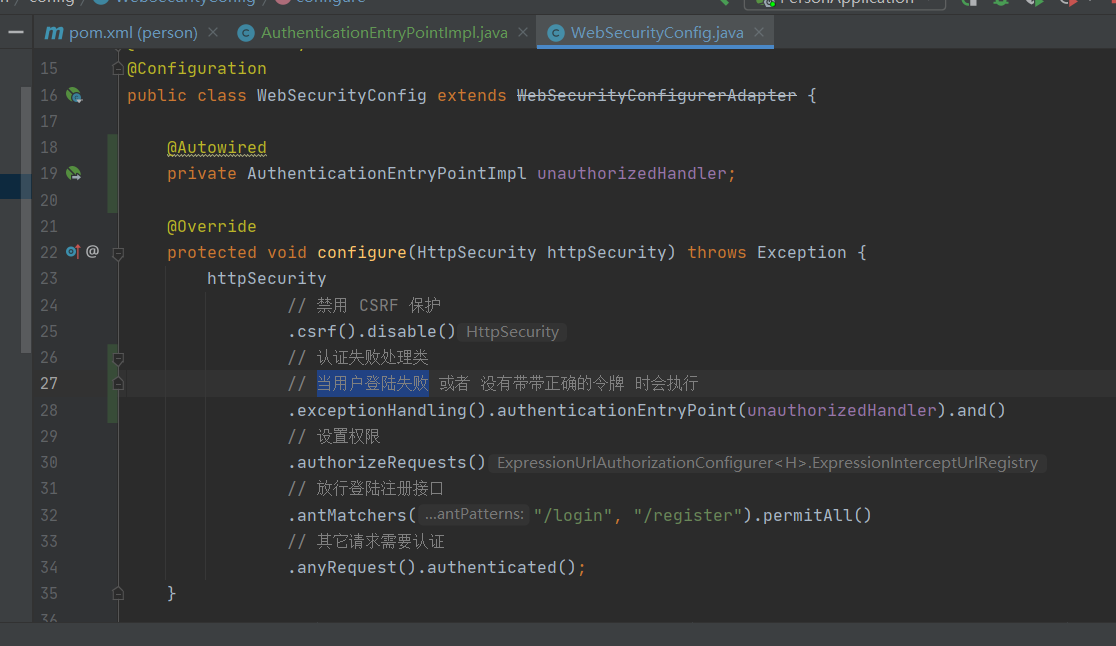 WebSecurityConfig configure PersonApplication
pom.xml (person) AuthenticationEntryPointImpl.java WebSecurityConfig.java
15 @Configuration
16 public class WebSecurityConfig extends WebSecurityConfigurerAdapter {
17
18 @Autowired
19 private AuthenticationEntryPointImpl unauthorizedHandler;
20
21 @Override
22 @ protected void configure(HttpSecurity httpSecurity) throws Exception {
23 httpSecurity
24 // 禁用 CSRF 保护
25 .csrf().disable() HttpSecurity
26 // 认证失败处理类
27 // 当用户登陆失败 或者 没有带带正确的令牌 时会执行
28 .exceptionHandling().authenticationEntryPoint(unauthorizedHandler).and()
29 // 设置权限
30 .authorizeRequests() ExpressionUrlAuthorizationConfigurer<H>.ExpressionInterceptUrlRegistry
31 // 放行登陆注册接口
32 .antMatchers( ...antPatterns: "/login", "/register").permitAll()
33 // 其它请求需要认证
34 .anyRequest().authenticated();
35 }
36